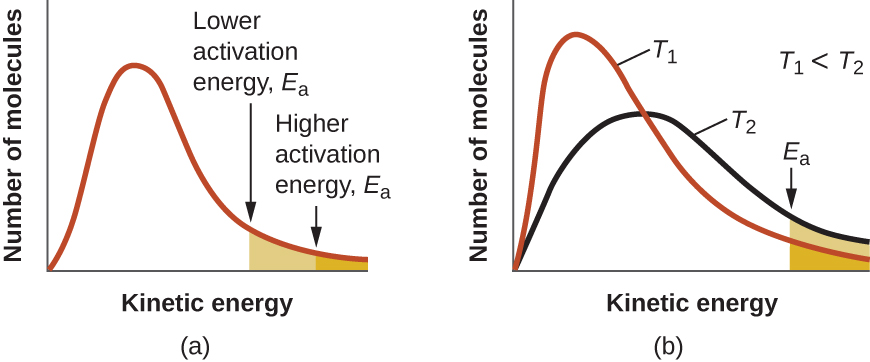 Number of molecules
Lower
activation
energy, Eₐ
Higher
activation
energy, Eₐ
Kinetic energy
(a)
Number of molecules
T₁
T₁ < T₂
T₂
Eₐ
Kinetic energy
(b)